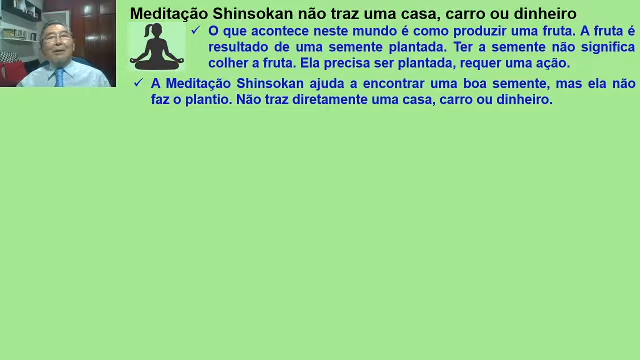 Meditação Shinsokan não traz uma casa, carro ou dinheiro
✓ O que acontece neste mundo é como produzir uma fruta. A fruta é
resultado de uma semente plantada. Ter a semente não significa
colher a fruta. Ela precisa ser plantada, requer uma ação.
✓ A Meditação Shinsokan ajuda a encontrar uma boa semente, mas ela não
faz o plantio. Não traz diretamente uma casa, carro ou dinheiro.